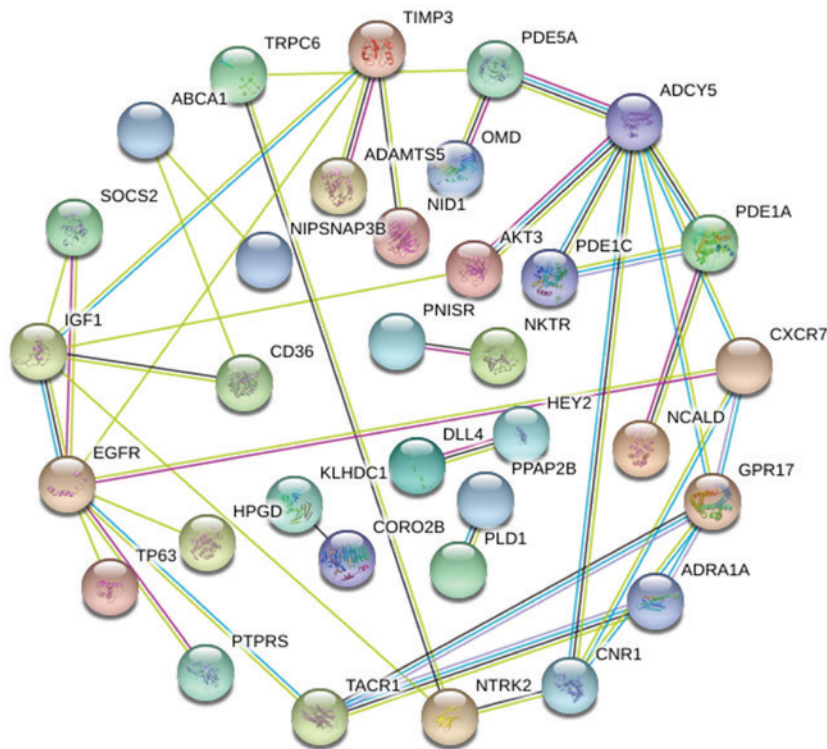 TIMP3
TRPC6
PDE5A
ABCA1
ADCY5
OMD
ADAMTS5
SOCS2
NID1
NIPSNAP3B
AKT3
PDE1A
PDE1C
PNISR
IGF1
NKTR
CXCR7
CD36
HEY2
DLL4
NCALD
EGFR
PPAP2B
KLHDC1
GPR17
HPGD
CORO2B
PLD1
TP63
ADRA1A
PTPRS
CNR1
TACR1
NTRK2